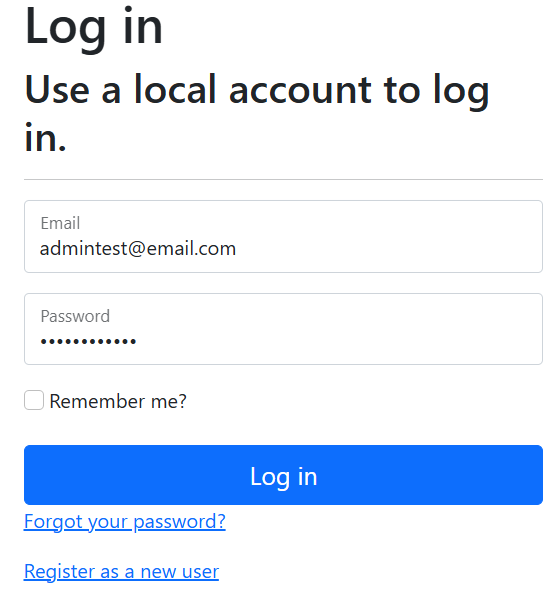 Log in
Use a local account to log
in.
Email
admintest@email.com
Password
••••••••••••
Remember me?
Log in
Forgot your password?
Register as a new user